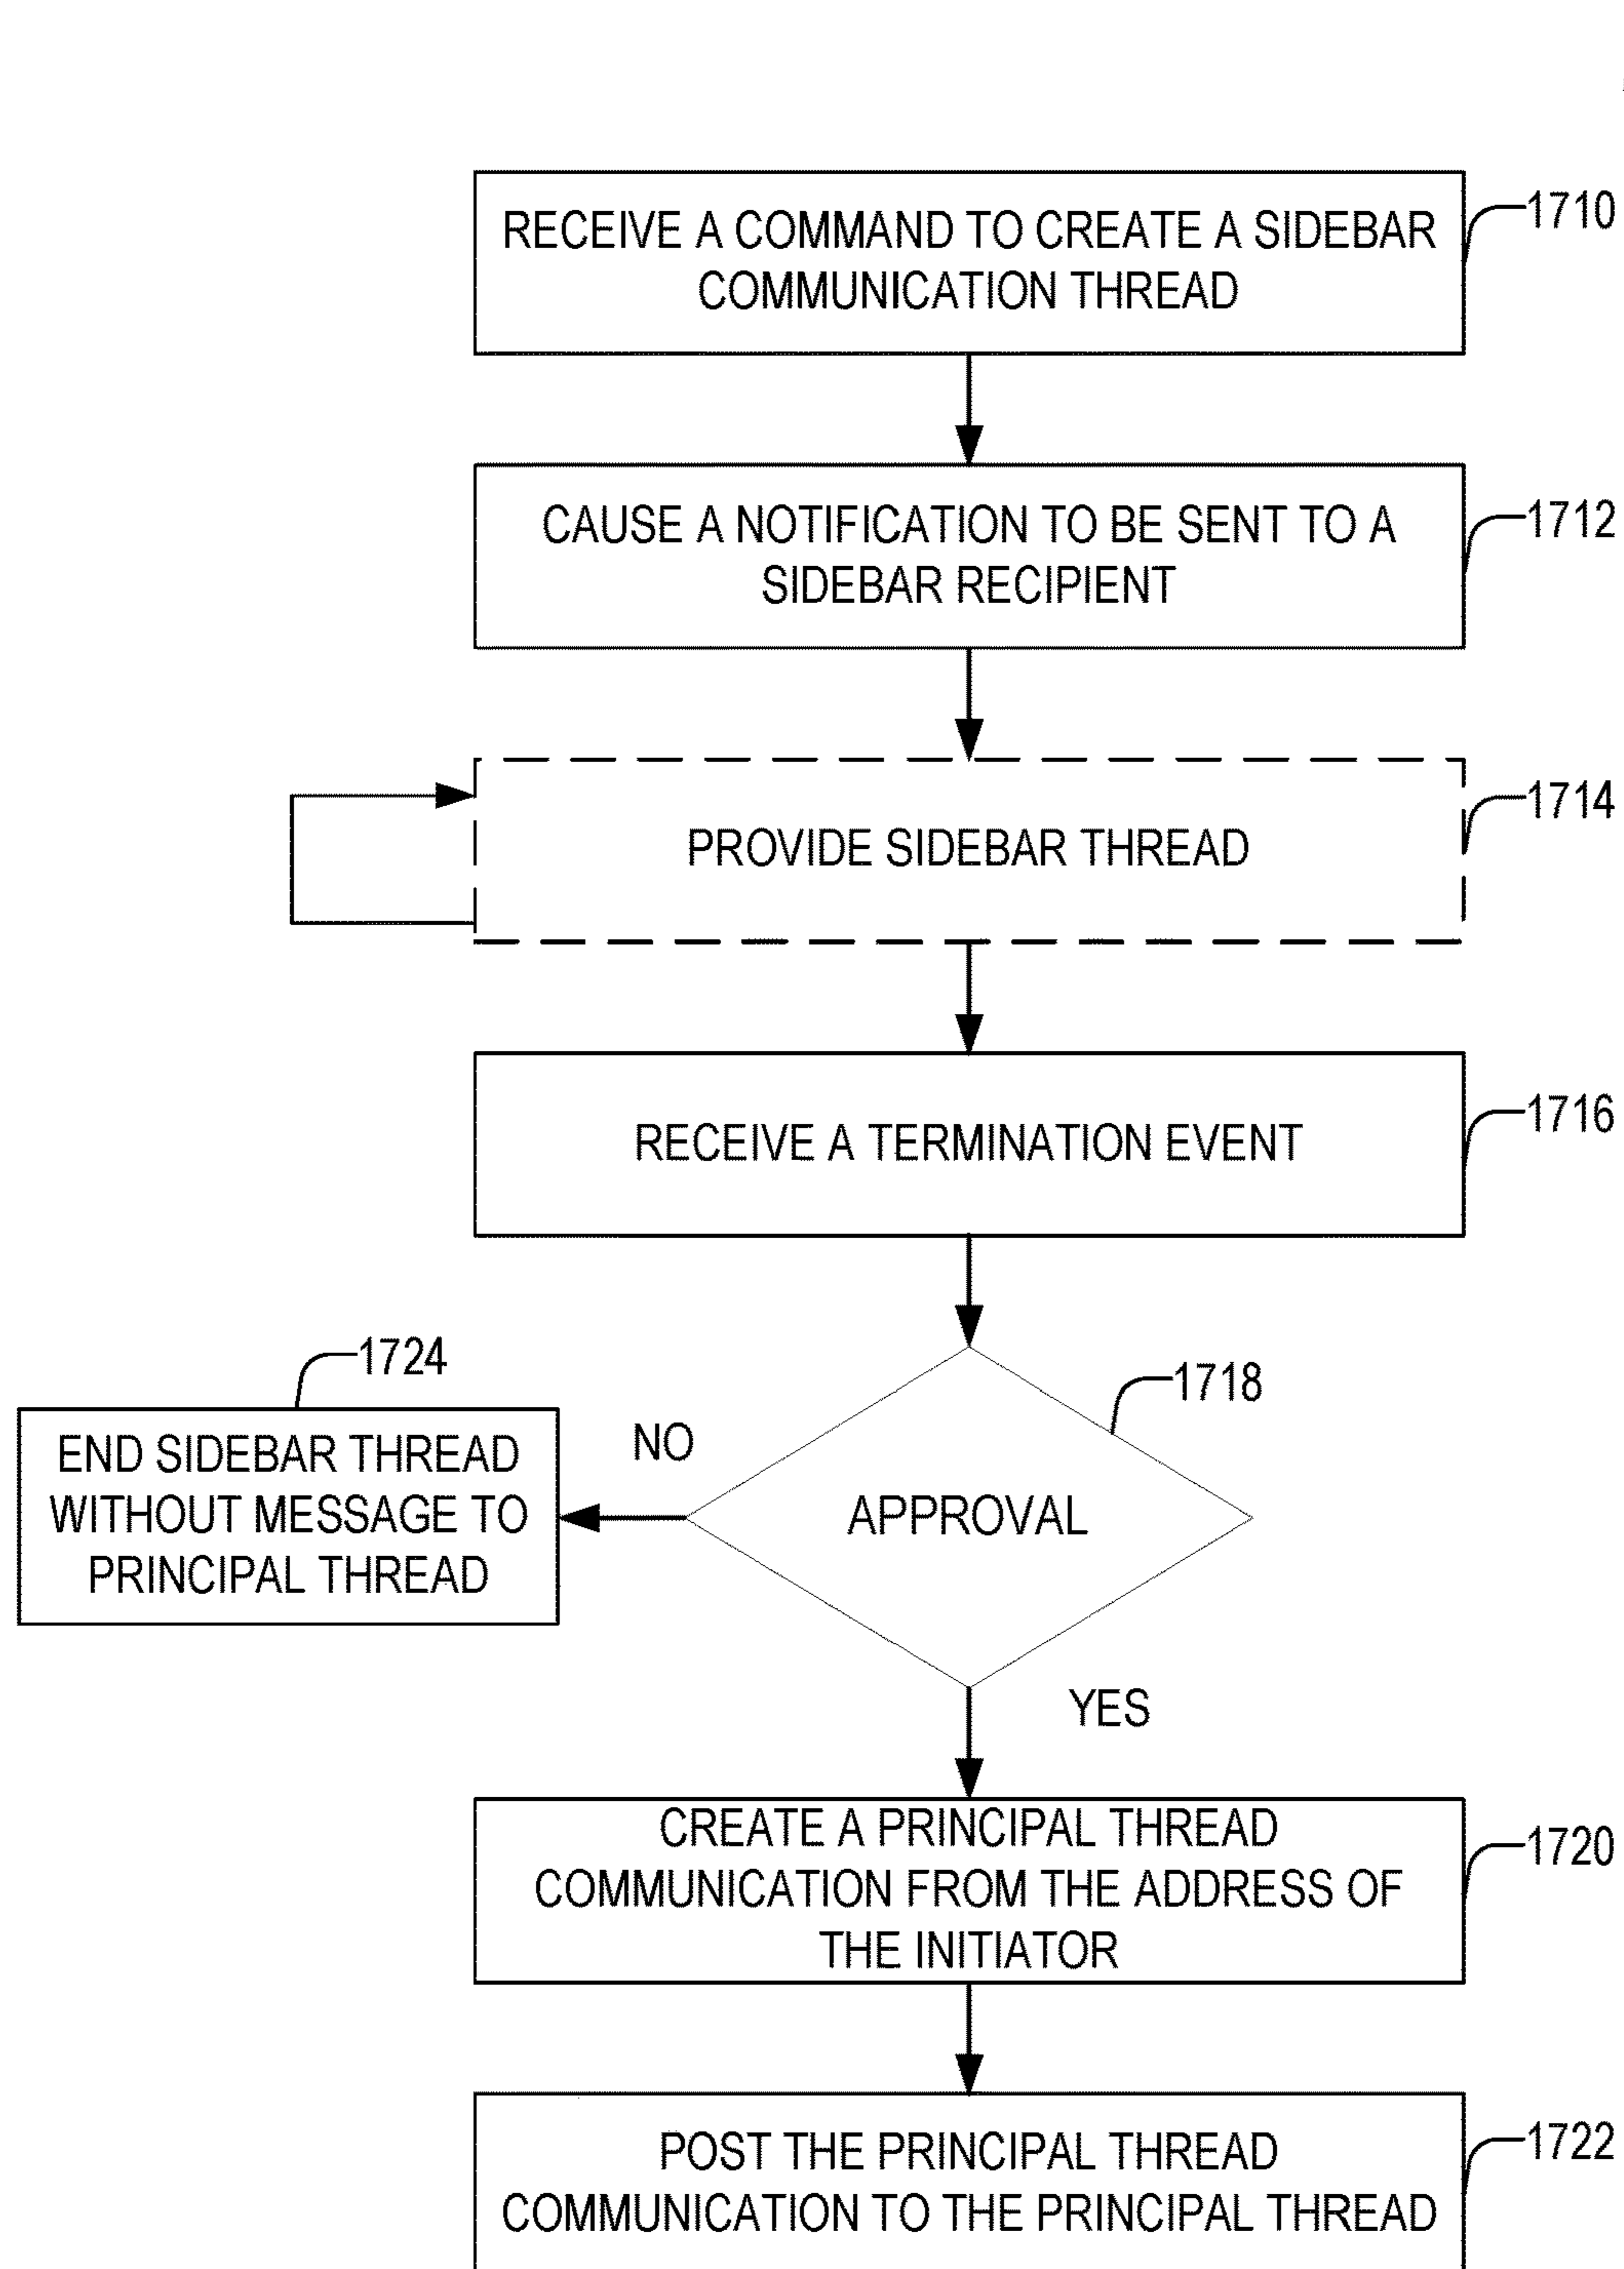 RECEIVE A COMMAND TO CREATE A SIDEBAR
COMMUNICATION THREAD
1710
CAUSE A NOTIFICATION TO BE SENT TO A
SIDEBAR RECIPIENT
1712
PROVIDE SIDEBAR THREAD
1714
RECEIVE A TERMINATION EVENT
1716
1724
END SIDEBAR THREAD
WITHOUT MESSAGE TO
PRINCIPAL THREAD
NO
APPROVAL
1718
YES
CREATE A PRINCIPAL THREAD
COMMUNICATION FROM THE ADDRESS OF
THE INITIATOR
1720
POST THE PRINCIPAL THREAD
COMMUNICATION TO THE PRINCIPAL THREAD
1722